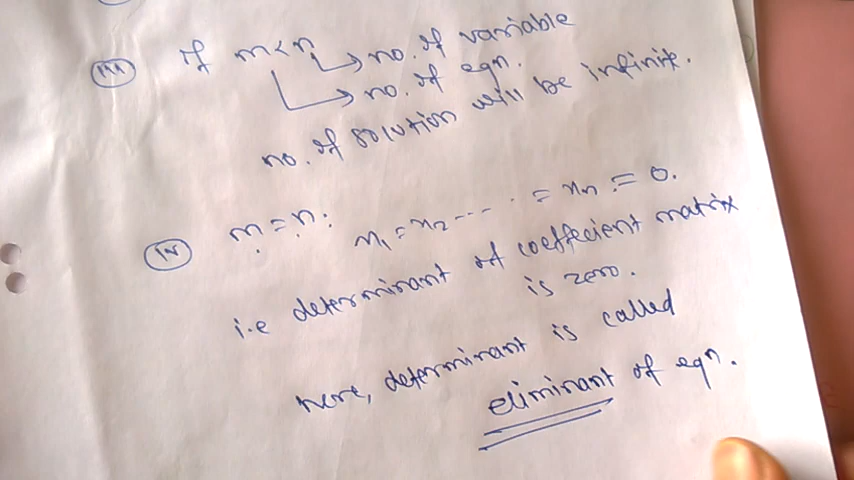 (iii) If m < n → no. of variable
→ no. of eqn.
no. of solution will be infinite.
(iv) m = n : x₁ = x₂ ---- = xn = 0.
i.e determinant of coeffecient matrix
is zero.
here, determinant is called
eliminant of eqn.